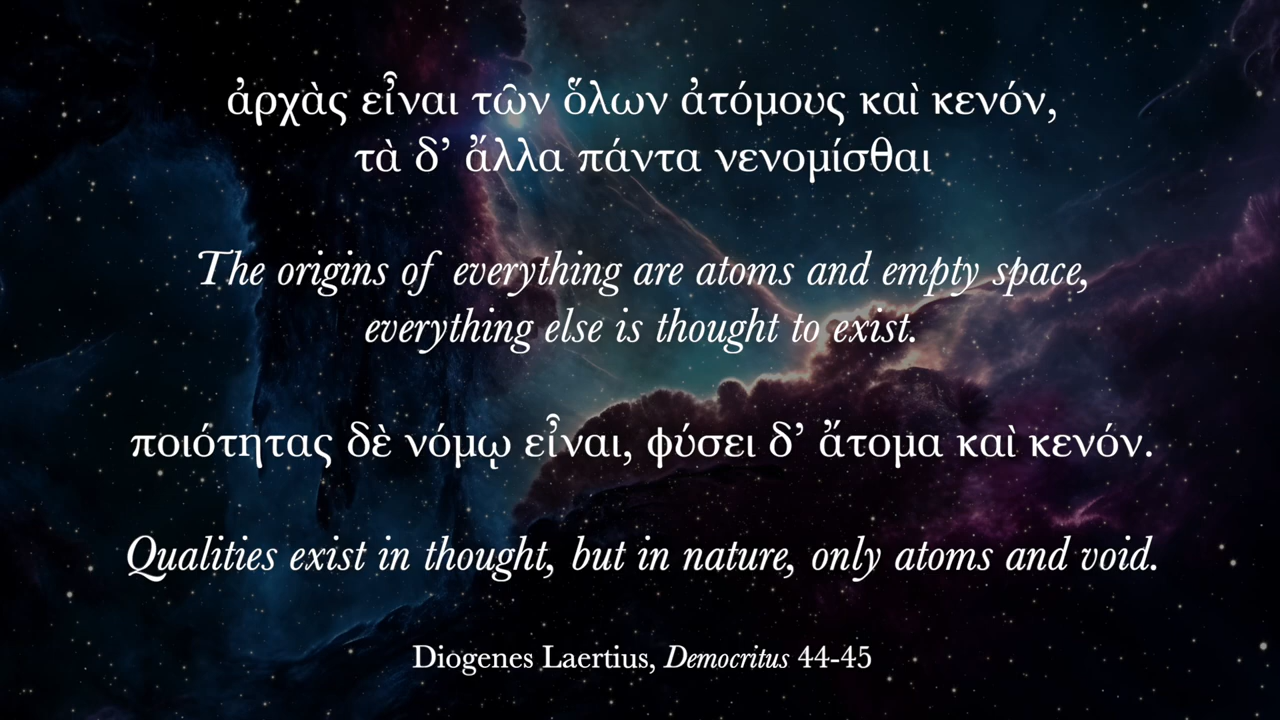 ἀρχὰς εἶναι τῶν ὅλων ἀτόμους καὶ κενόν,
τὰ δ’ ἄλλα πάντα νενομίσθαι
The origins of everything are atoms and empty space,
everything else is thought to exist.
ποιότητας δὲ νόμῳ εἶναι, φύσει δ’ ἄτομα καὶ κενόν.
Qualities exist in thought, but in nature, only atoms and void.
Diogenes Laertius, Democritus 44-45